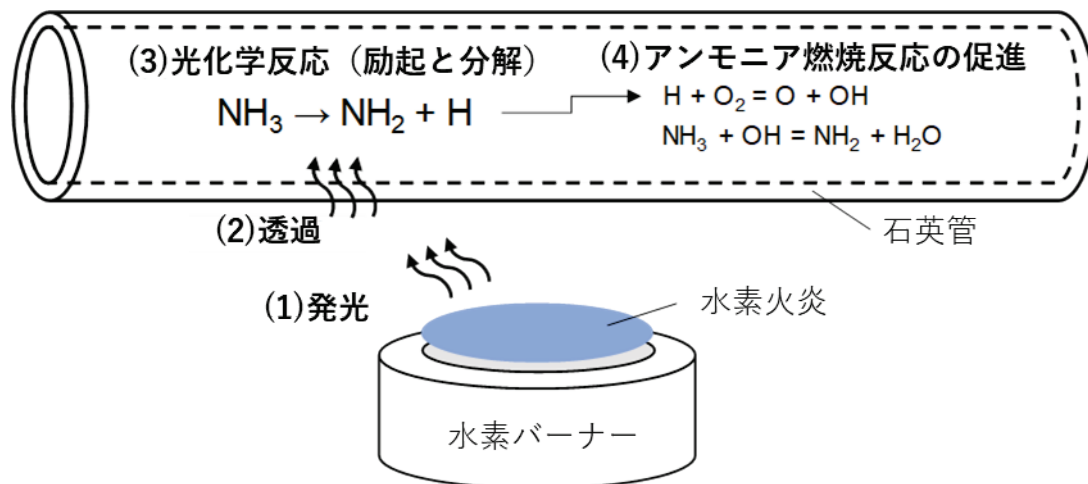 (3)光化学反応（励起と分解）
NH₃ → NH₂ + H
(4)アンモニア燃焼反応の促進
H + O₂ = O + OH
NH₃ + OH = NH₂ + H₂O
(2)透過
石英管
(1)発光
水素火炎
水素バーナー